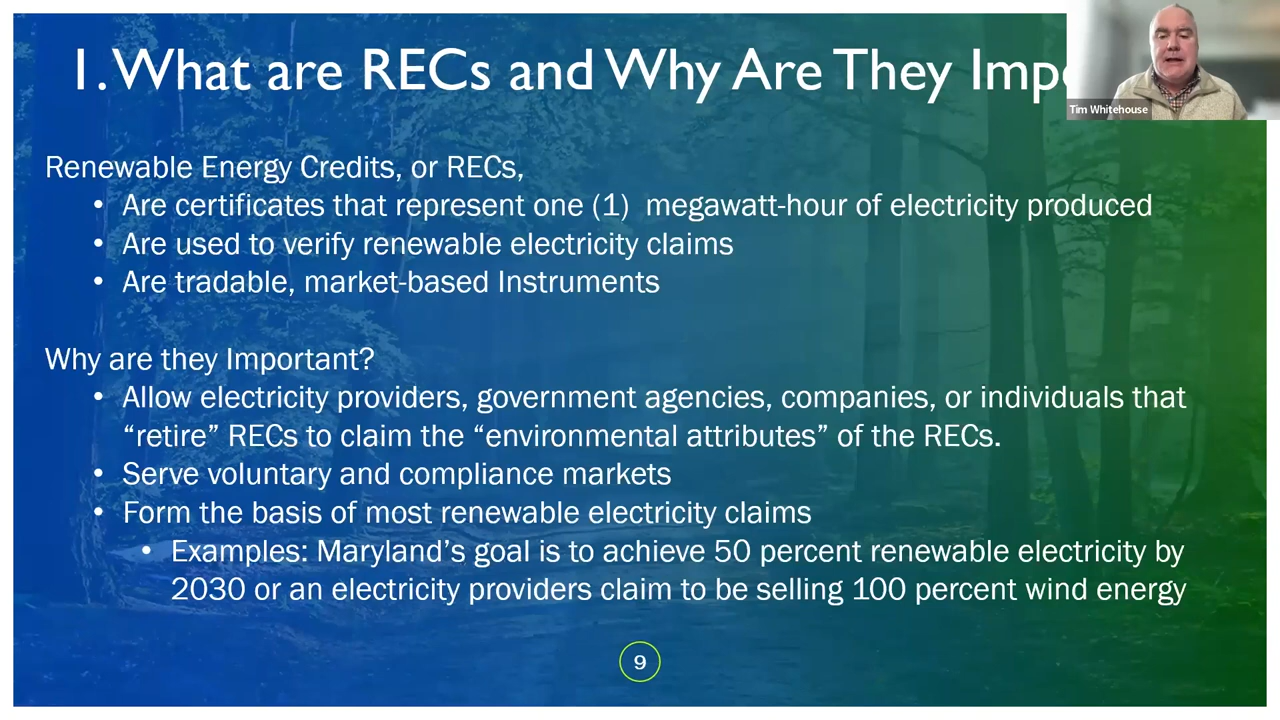 1. What are RECs and Why Are They Impo
Tim Whitehouse
Renewable Energy Credits, or RECs,
• Are certificates that represent one (1) megawatt-hour of electricity produced
• Are used to verify renewable electricity claims
• Are tradable, market-based Instruments
Why are they Important?
• Allow electricity providers, government agencies, companies, or individuals that
“retire” RECs to claim the “environmental attributes” of the RECs.
• Serve voluntary and compliance markets
• Form the basis of most renewable electricity claims
• Examples: Maryland’s goal is to achieve 50 percent renewable electricity by
2030 or an electricity providers claim to be selling 100 percent wind energy
9